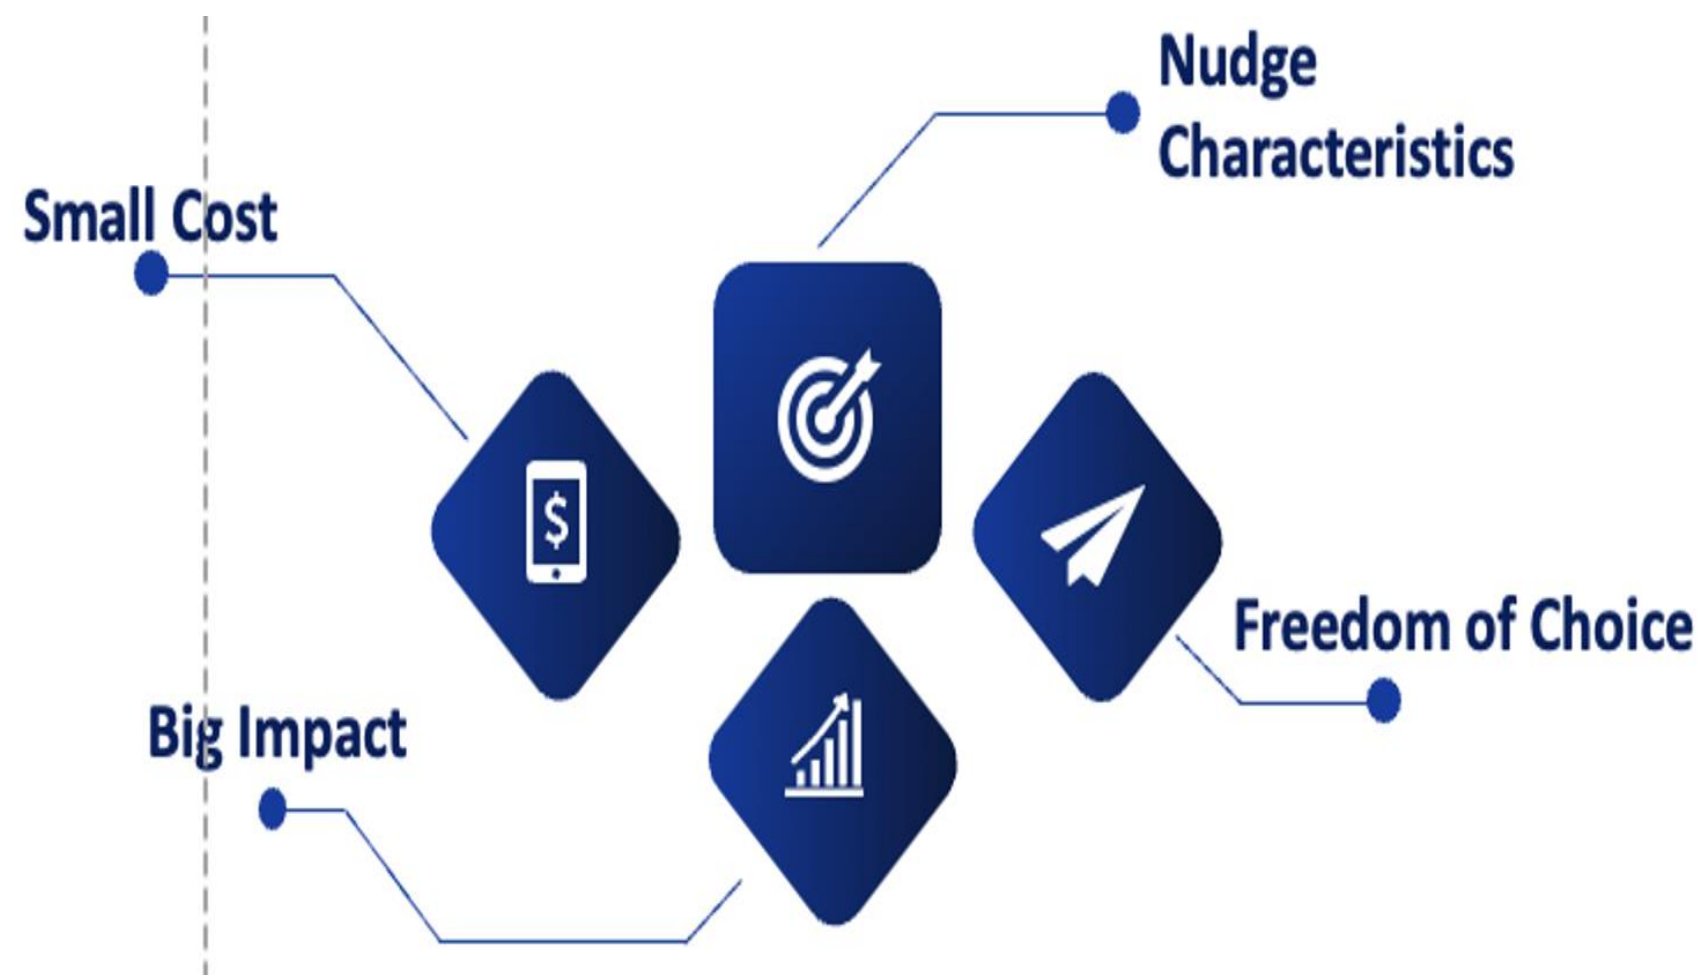 Nudge
Characteristics
Small Cost
$
Freedom of Choice
Big Impact